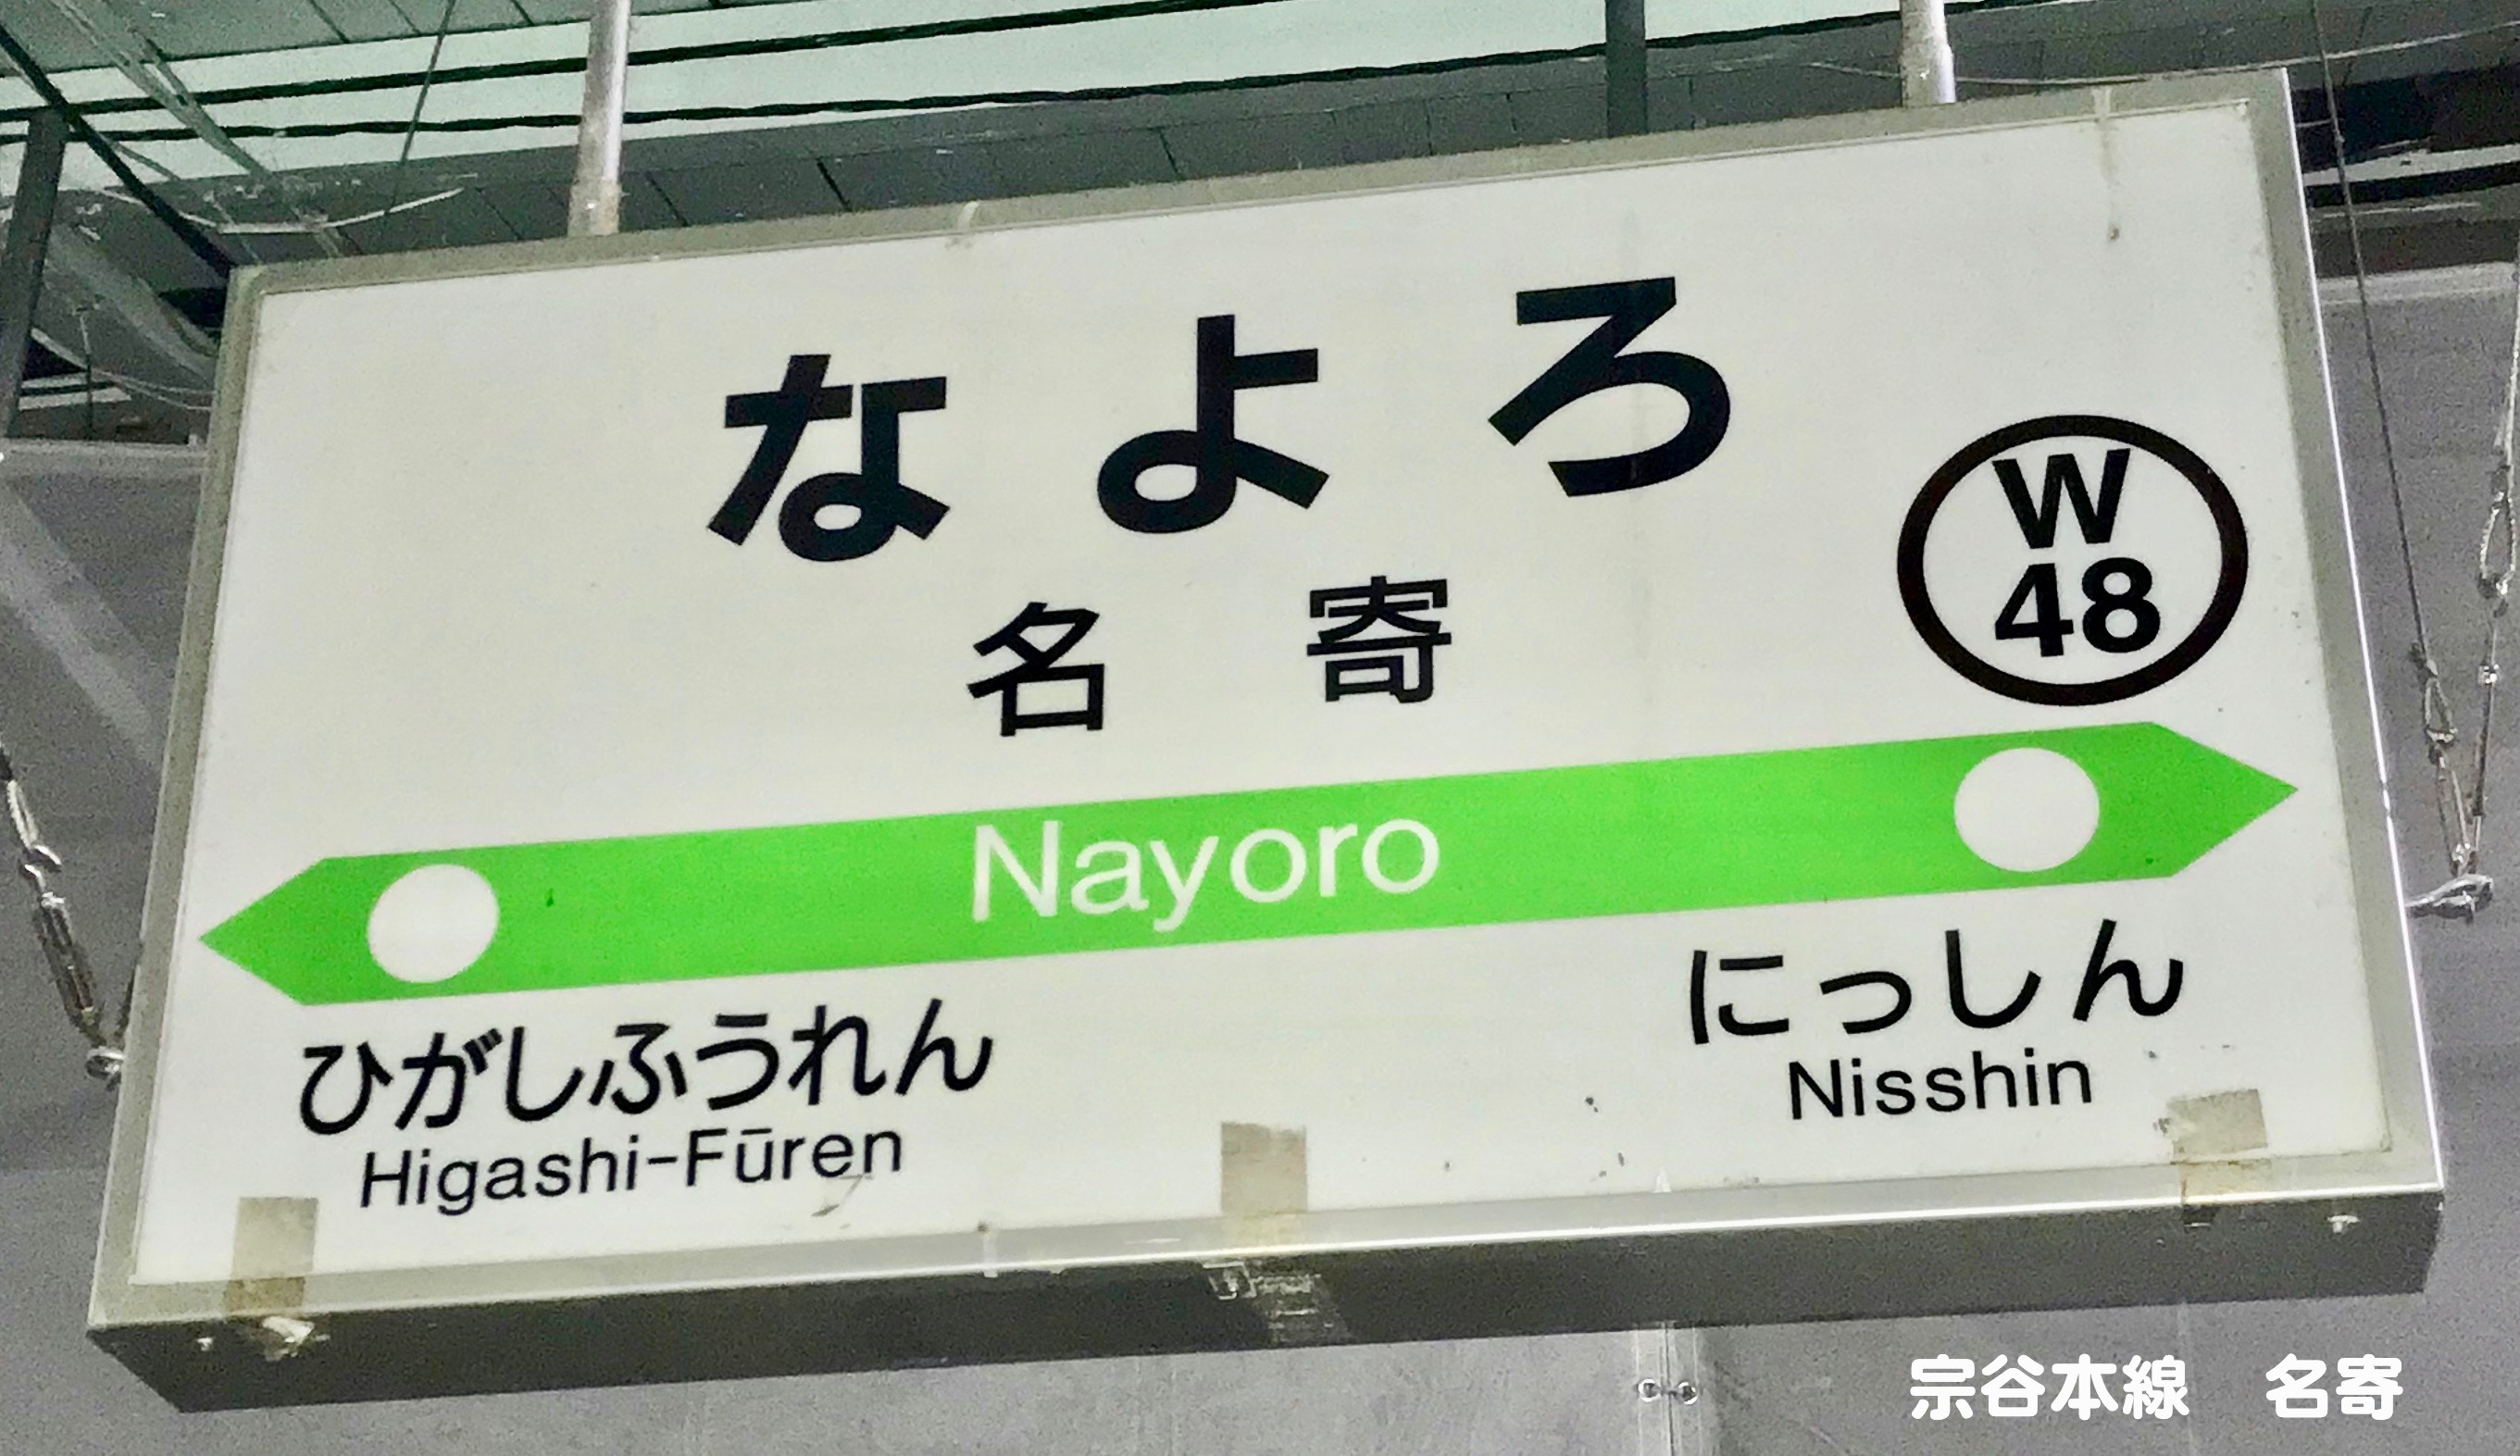 なよろ
名寄
W
48
Nayoro
ひがしふうれん
Higashi-Fūren
にっしん
Nisshin
宗谷本線　名寄